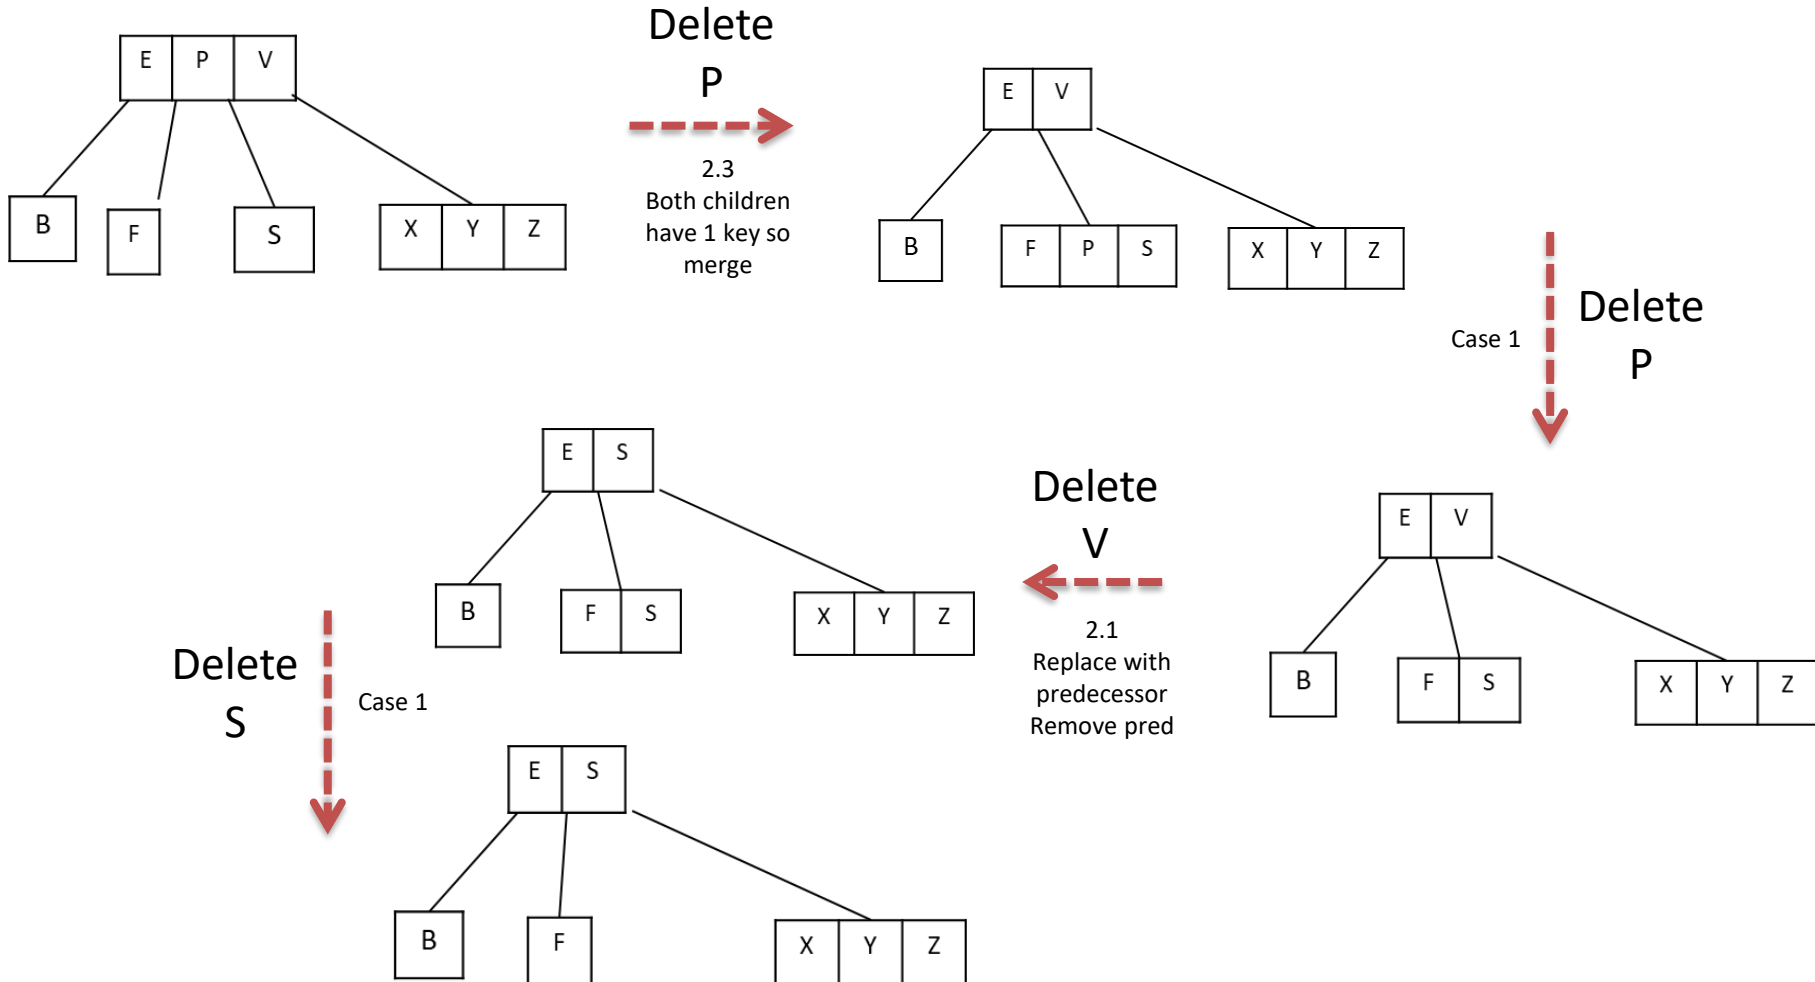 E P V
B F S X Y Z
Delete
P
2.3
Both children
have 1 key so
merge
E V
B F P S X Y Z
Case 1
Delete
P
E V
B F S X Y Z
Delete
V
2.1
Replace with
predecessor
Remove pred
E S
B F S X Y Z
Delete
S
Case 1
E S
B F X Y Z